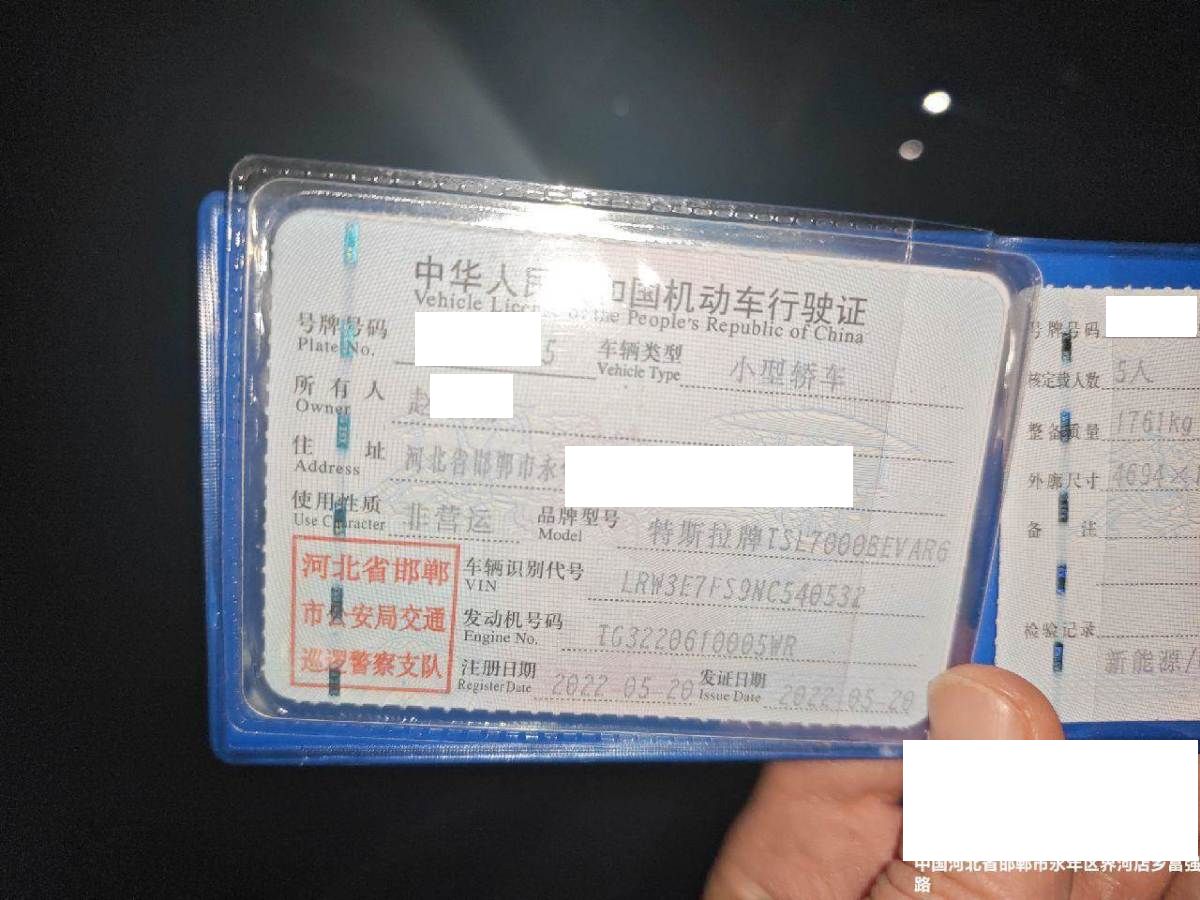 中华人民 和国机动车行驶证
Vehicle License of the People's Republic of China
号牌号码
Plate No.
5
车辆类型
Vehicle Type
小型轿车
所有人
Owner
赵
住址
Address
河北省邯郸市永
使用性质
Use Character
非营运
品牌型号
Model
特斯拉牌TSL7000BEVAR6
河北省邯郸
市公安局交通
巡逻警察支队
车辆识别代号
VIN
LRW3E7FS9NC540532
发动机号码
Engine No.
TG3220610005WR
注册日期
Register Date
2022-05-20
发证日期
Issue Date
2022-05-20
号牌号码
核定载人数
5人
整备质量
1761kg
外廓尺寸
4694×
备注
检验记录
新能源/
中国河北省邯郸市永年区界河店乡富强
路